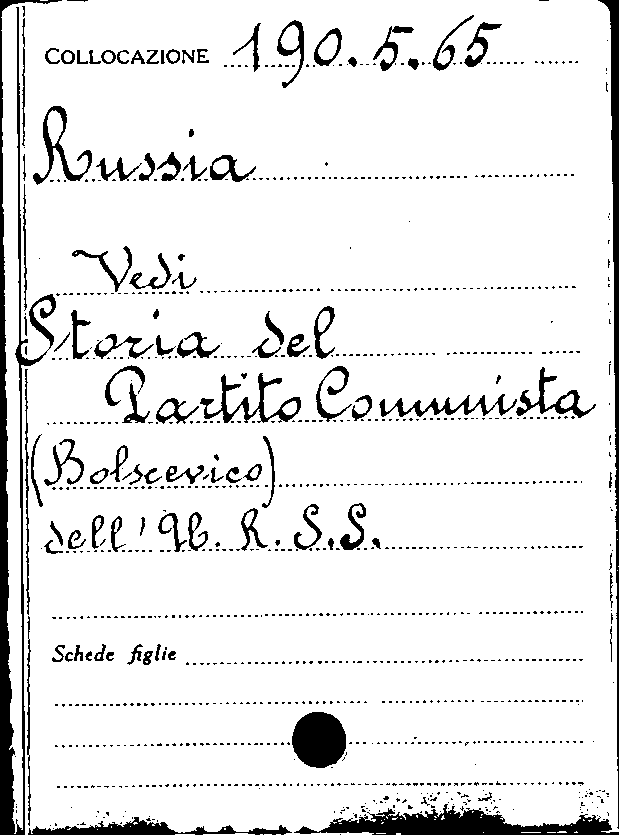 COLLOCAZIONE 190.5.65
Russia
Vedi
Storia del
Partito Comunista
(Bolscevico)
dell'U. R. S.S.
Schede figlie